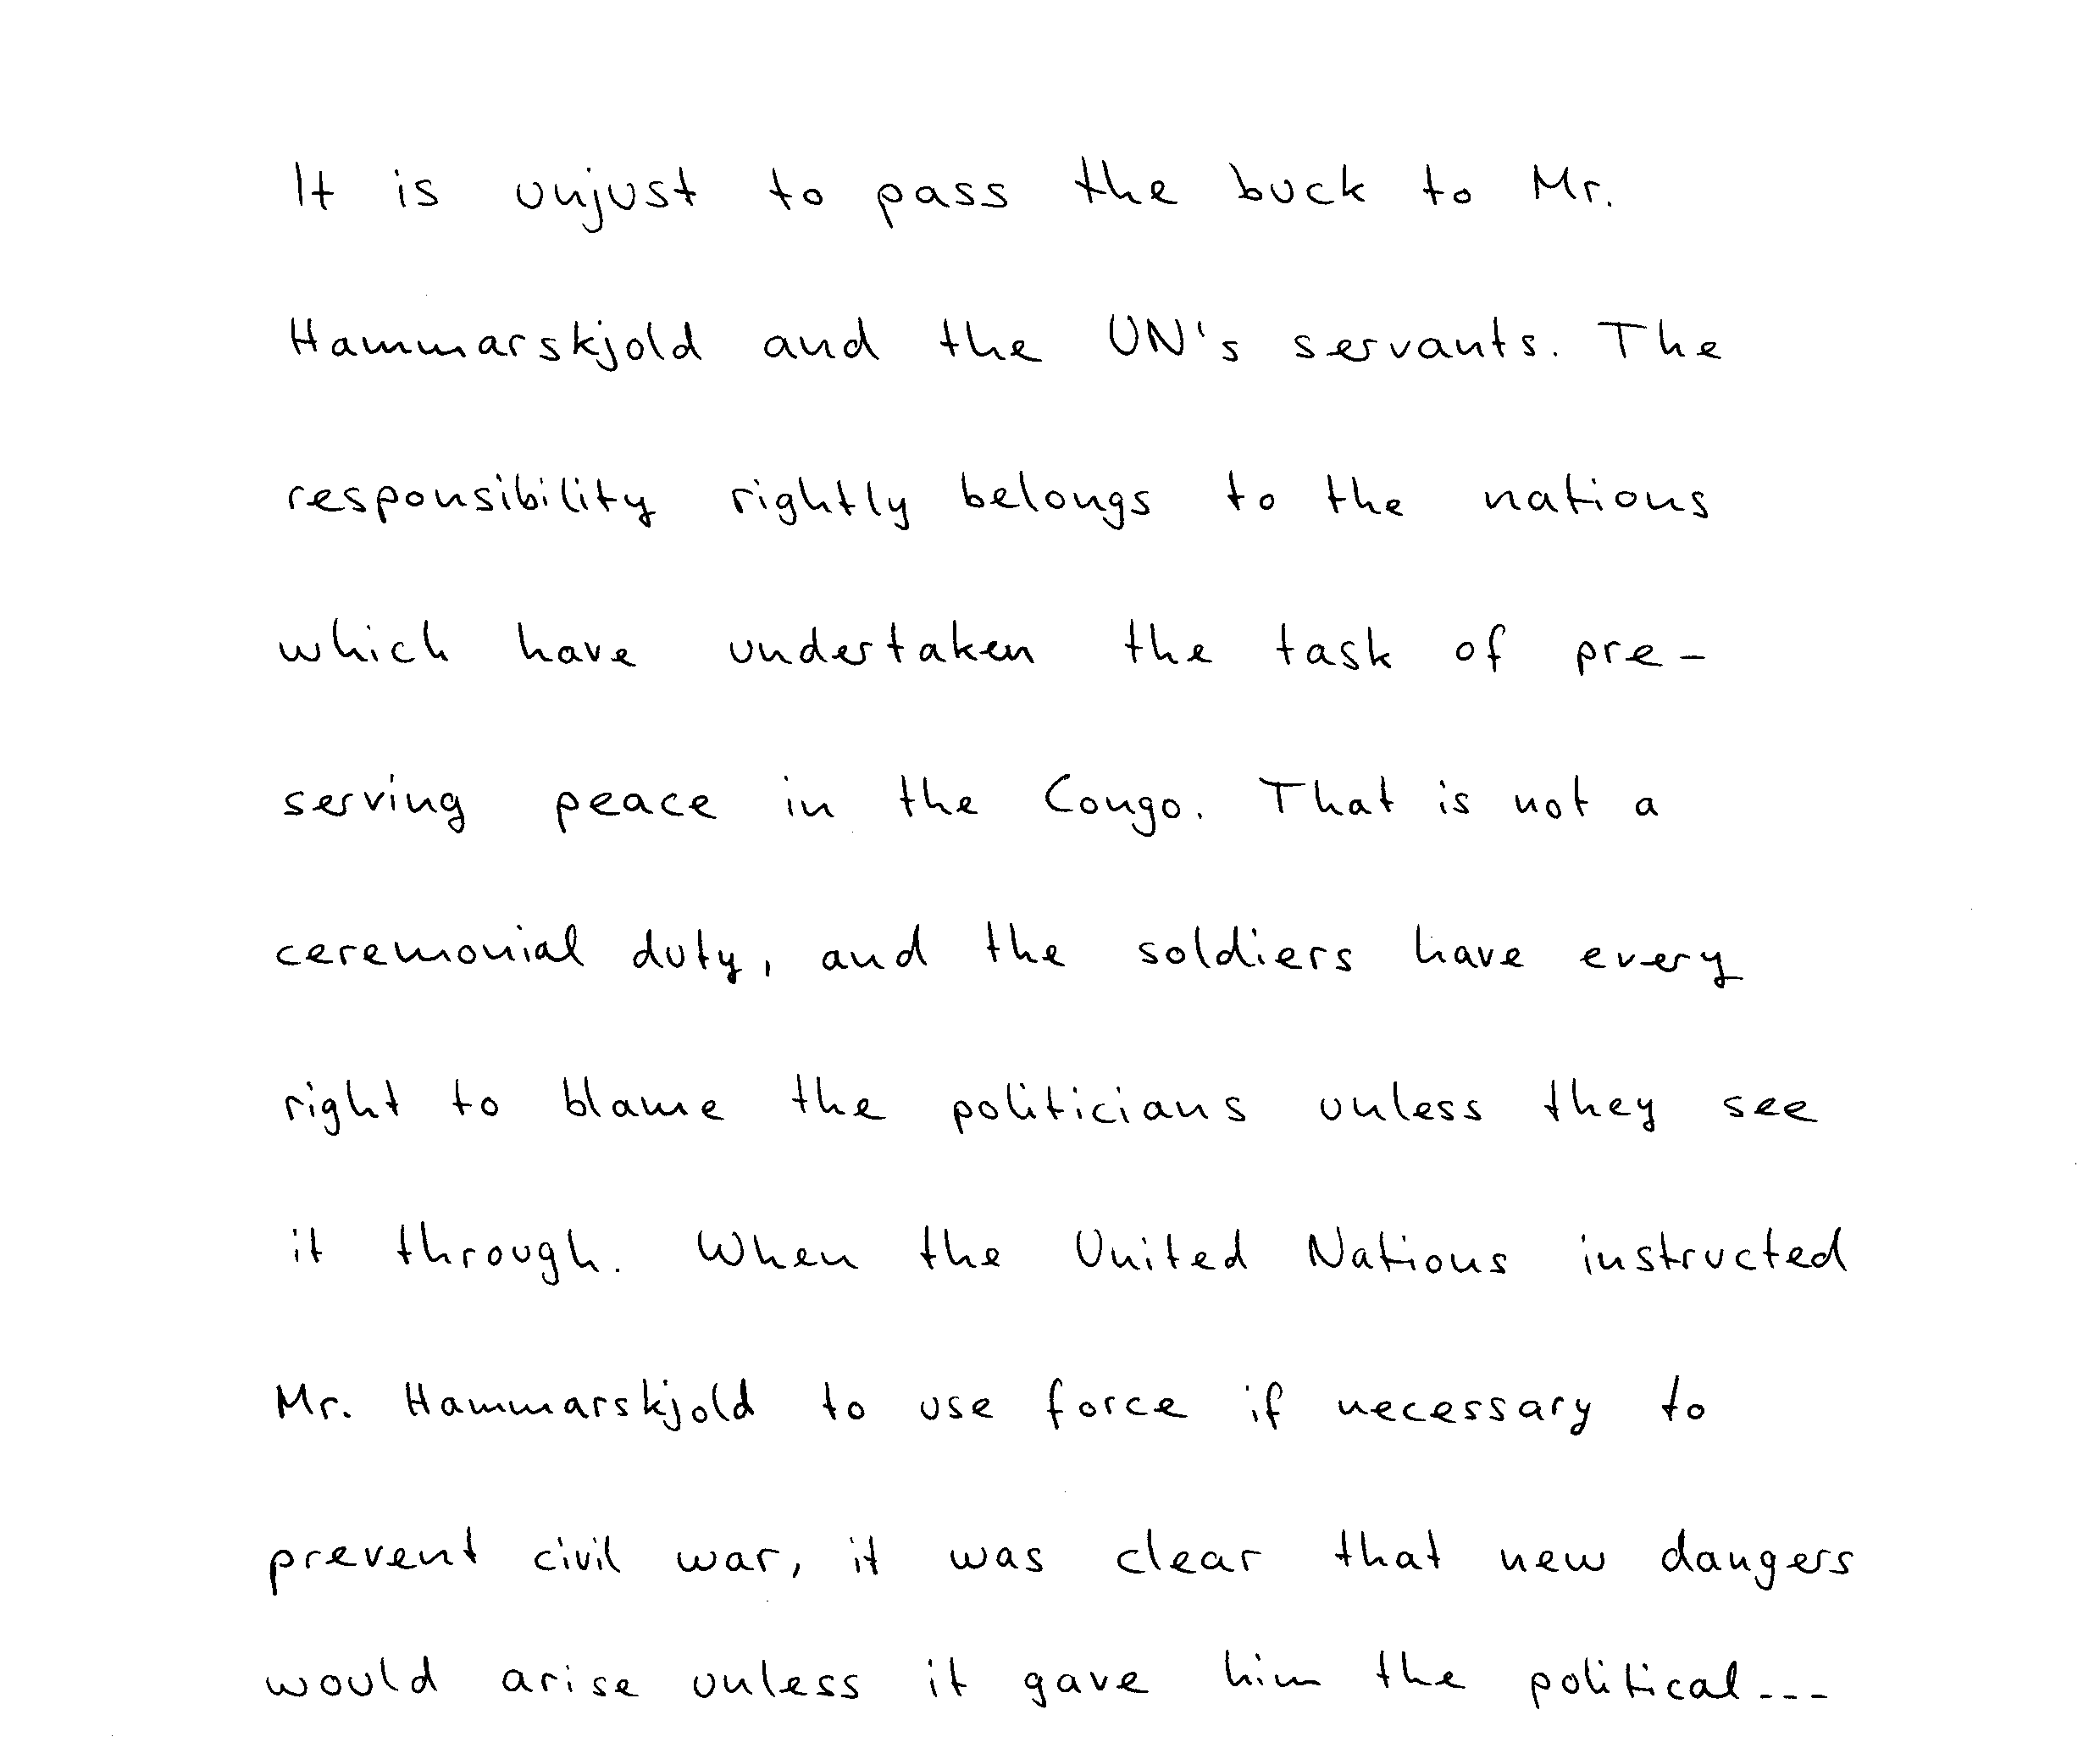 It is unjust to pass the buck to Mr.
Hammarskjold and the UN's servants. The
responsibility rightly belongs to the nations
which have undertaken the task of pre-
serving peace in the Congo. That is not a
ceremonial duty, and the soldiers have every
right to blame the politicians unless they see
it through. When the United Nations instructed
Mr. Hammarskjold to use force if necessary to
prevent civil war, it was clear that new dangers
would arise unless it gave him the political---